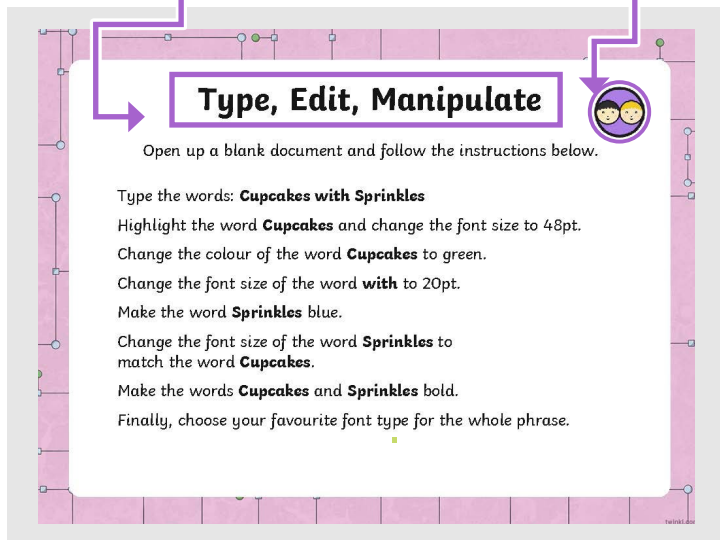 Type, Edit, Manipulate
Open up a blank document and follow the instructions below.
Type the words: Cupcakes with Sprinkles
Highlight the word Cupcakes and change the font size to 48pt.
Change the colour of the word Cupcakes to green.
Change the font size of the word with to 20pt.
Make the word Sprinkles blue.
Change the font size of the word Sprinkles to
match the word Cupcakes.
Make the words Cupcakes and Sprinkles bold.
Finally, choose your favourite font type for the whole phrase.